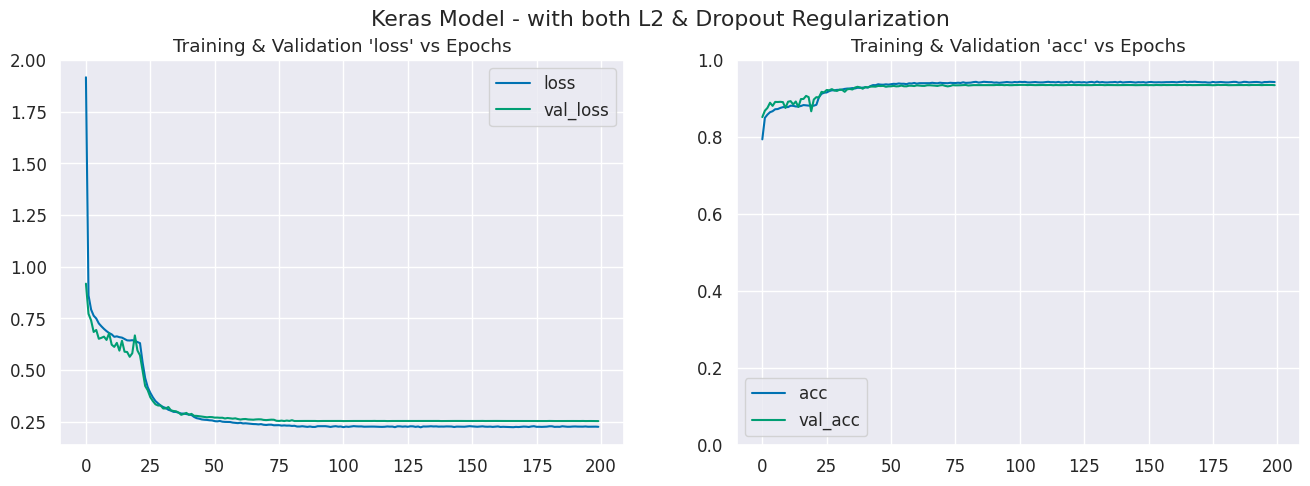 Keras Model - with both L2 & Dropout Regularization
Training & Validation 'loss' vs Epochs
2.00
1.75
1.50
1.25
1.00
0.75
0.50
0.25
0 25 50 75 100 125 150 175 200
loss
val_loss
Training & Validation 'acc' vs Epochs
1.0
0.8
0.6
0.4
0.2
0.0
0 25 50 75 100 125 150 175 200
acc
val_acc